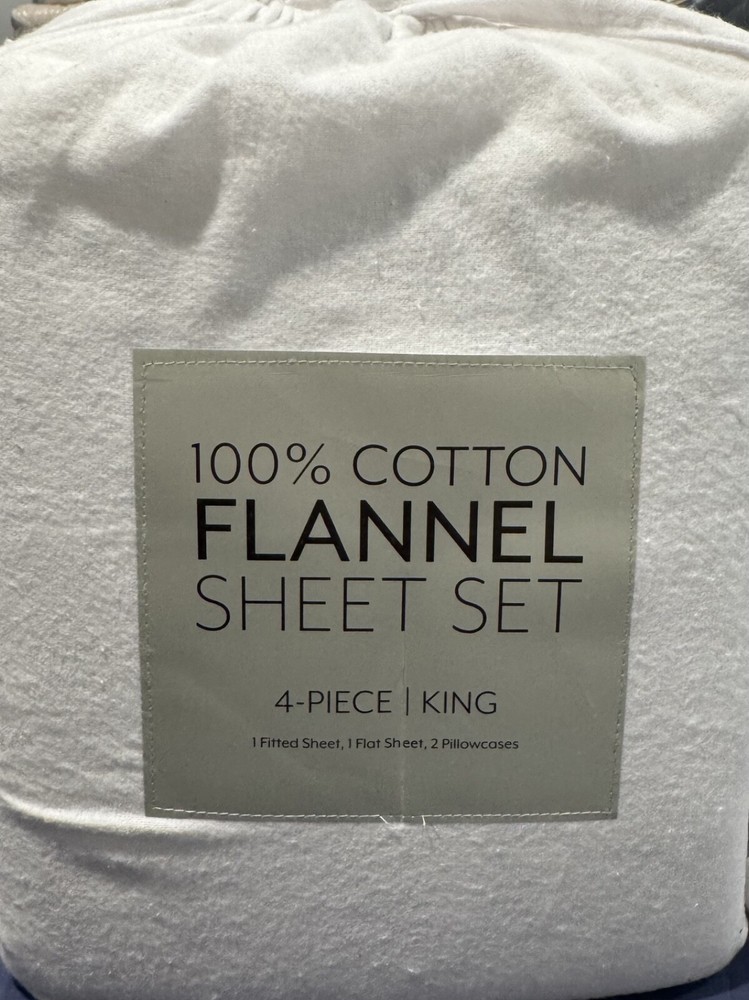 100% COTTON
FLANNEL
SHEET SET
4-PIECE | KING
1 Fitted Sheet, 1 Flat Sheet, 2 Pillowcases